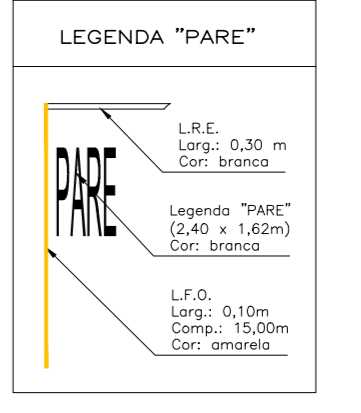 LEGENDA "PARE"
L.R.E.
Larg.: 0,30 m
Cor: branca
PARE
Legenda "PARE"
(2,40 x 1,62m)
Cor: branca
L.F.O.
Larg.: 0,10m
Comp.: 15,00m
Cor: amarela